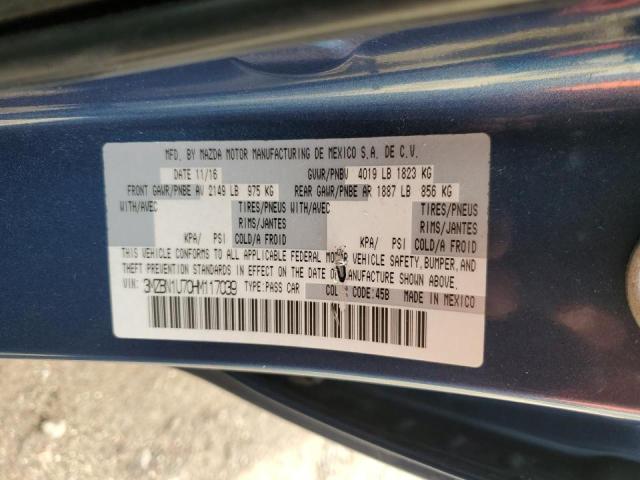 MFD. BY MAZDA MOTOR MANUFACTURING DE MEXICO S.A. DE C.V.
DATE 11/16 GVWR/PNBV 4019 LB 1823 KG
FRONT GAWR/PNBE AV 2149 LB 975 KG REAR GAWR/PNBE AR 1887 LB 856 KG
WITH/AVEC TIRES/PNEUS WITH/AVEC TIRES/PNEUS
RIMS/JANTES RIMS/JANTES
KPA/ PSI COLD/A FROID KPA/ PSI COLD/A FROID
THIS VEHICLE CONFORMS TO ALL APPLICABLE FEDERAL MOTOR VEHICLE SAFETY, BUMPER, AND
THEFT PREVENTION STANDARDS IN EFFECT ON THE DATE OF MANUFACTURE SHOWN ABOVE.
VIN: 3MZBN1U70HM117039 TYPE: PASS CAR COL CODE: 45B MADE IN MEXICO